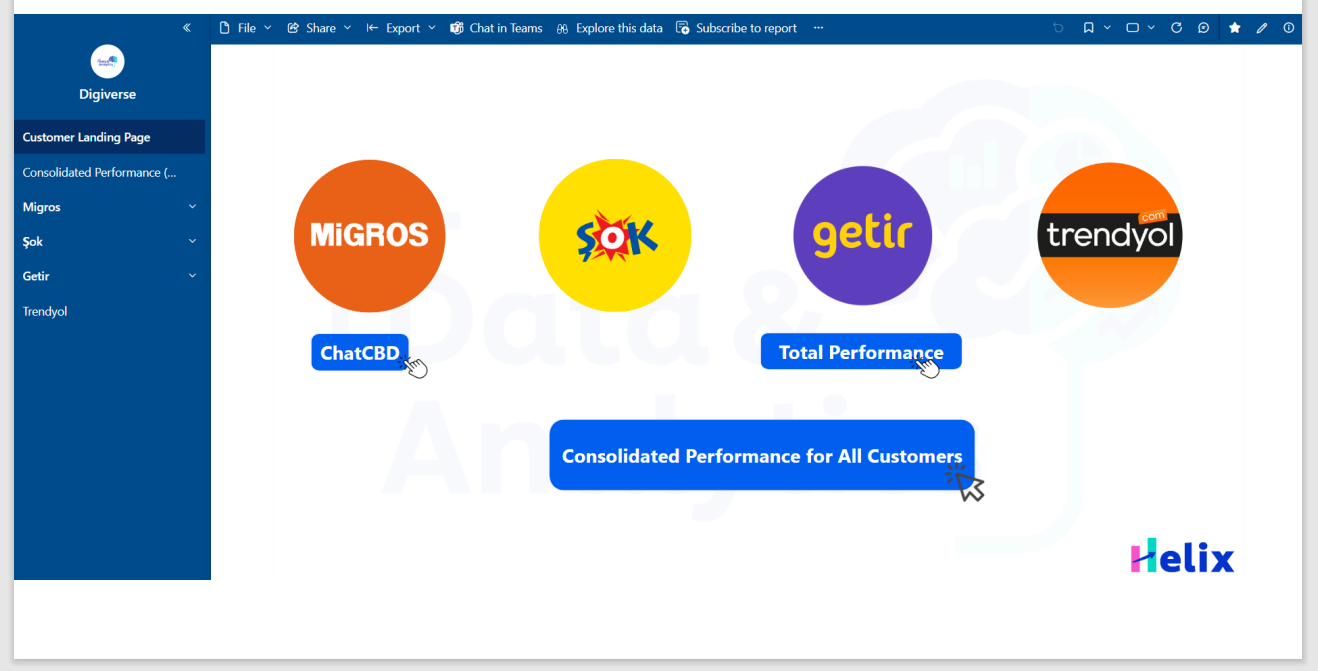 File Share Export Chat in Teams Explore this data Subscribe to report ...
Digiverse
Customer Landing Page
Consolidated Performance (...
Migros
Şok
Getir
Trendyol
MiGROS
ŞOK
getir
trendyol
com
ChatCBD
Total Performance
Consolidated Performance for All Customers
Data &
Helix